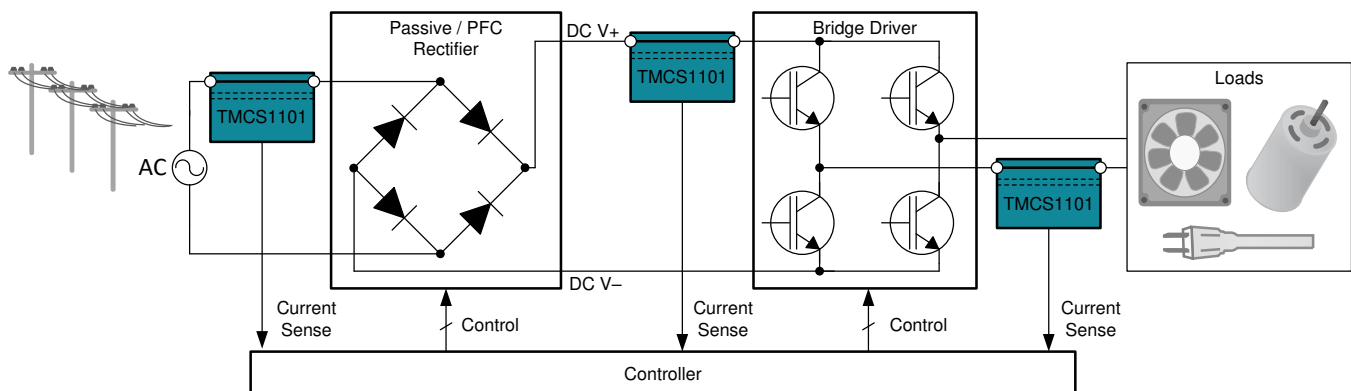 Passive / PFC
Rectifier
DC V+
Bridge Driver
TMCS1101
TMCS1101
Loads
AC
TMCS1101
DC V–
Current
Sense
Control
Current
Sense
Control
Current
Sense
Controller